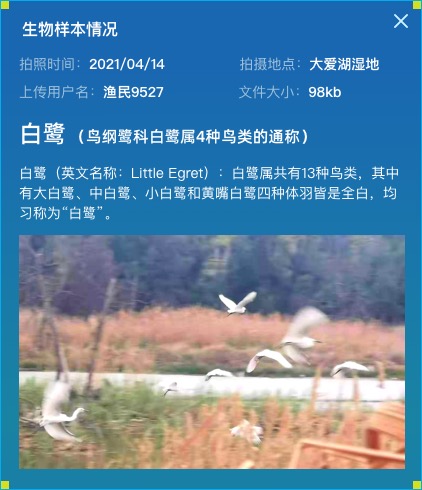 生物样本情况
拍照时间：2021/04/14 拍摄地点：大爱湖湿地
上传用户名：渔民9527 文件大小：98kb
白鹭（鸟纲鹭科白鹭属4种鸟类的通称）
白鹭（英文名称：Little Egret）：白鹭属共有13种鸟类，其中
有大白鹭、中白鹭、小白鹭和黄嘴白鹭四种体羽皆是全白，均
习称为“白鹭”。